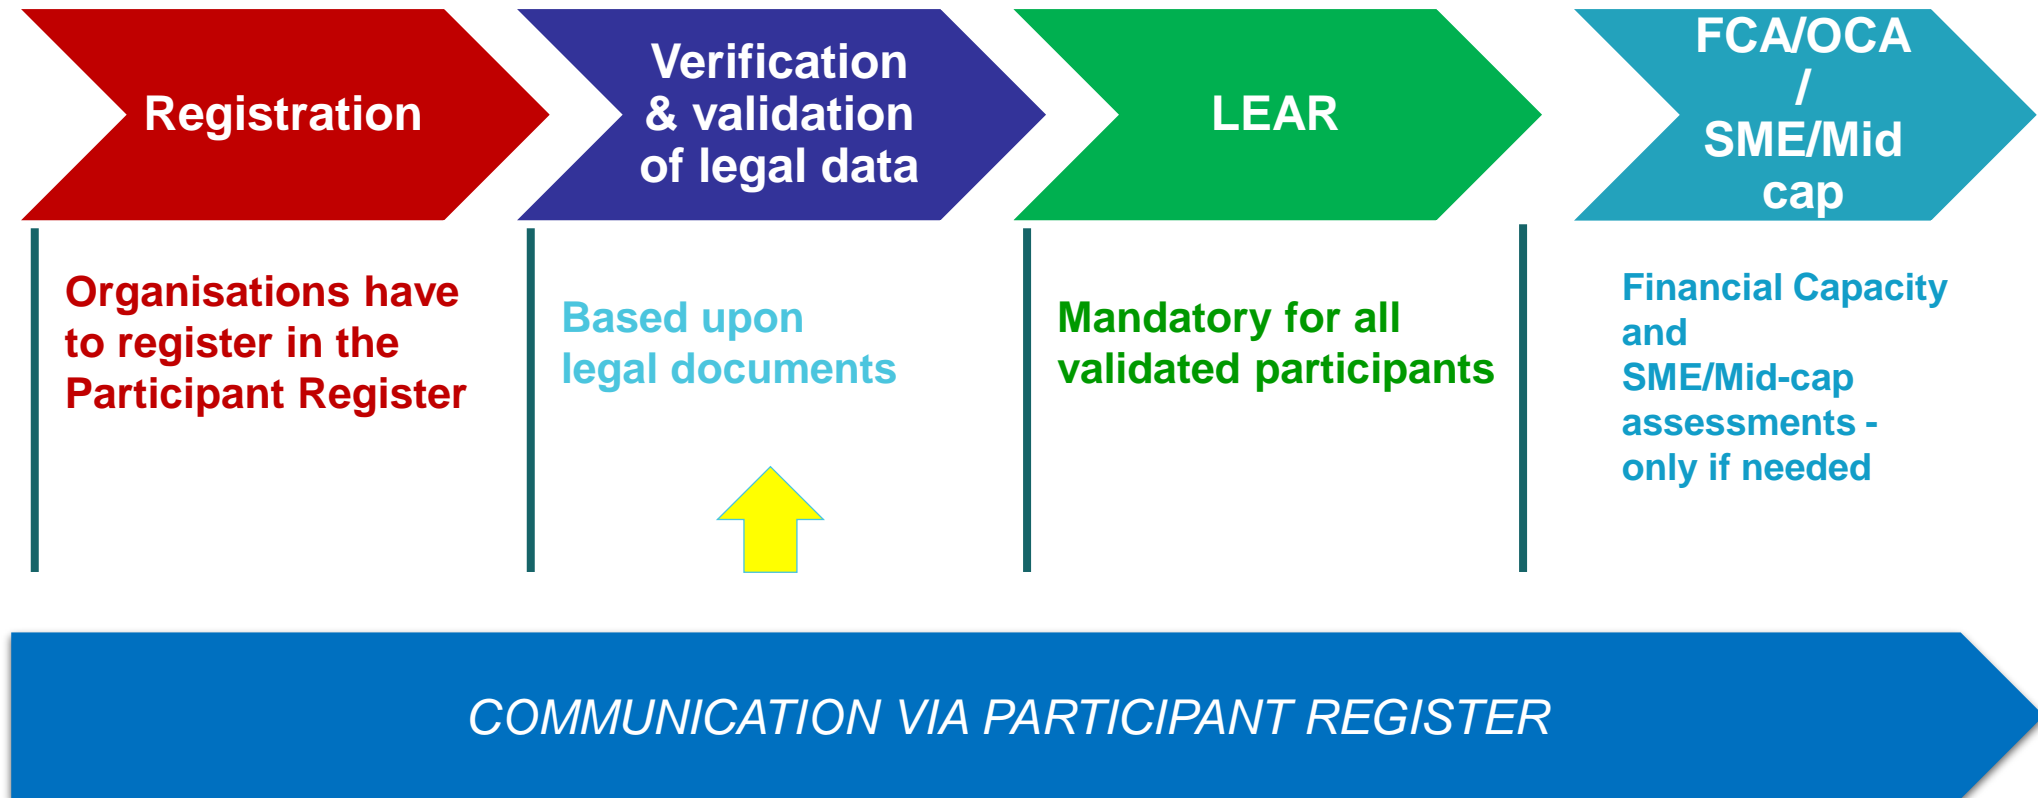 Registration
Verification
& validation
of legal data
LEAR
FCA/OCA
/
SME/Mid
cap
Organisations have
to register in the
Participant Register
Based upon
legal documents
Mandatory for all
validated participants
Financial Capacity
and
SME/Mid-cap
assessments -
only if needed
COMMUNICATION VIA PARTICIPANT REGISTER